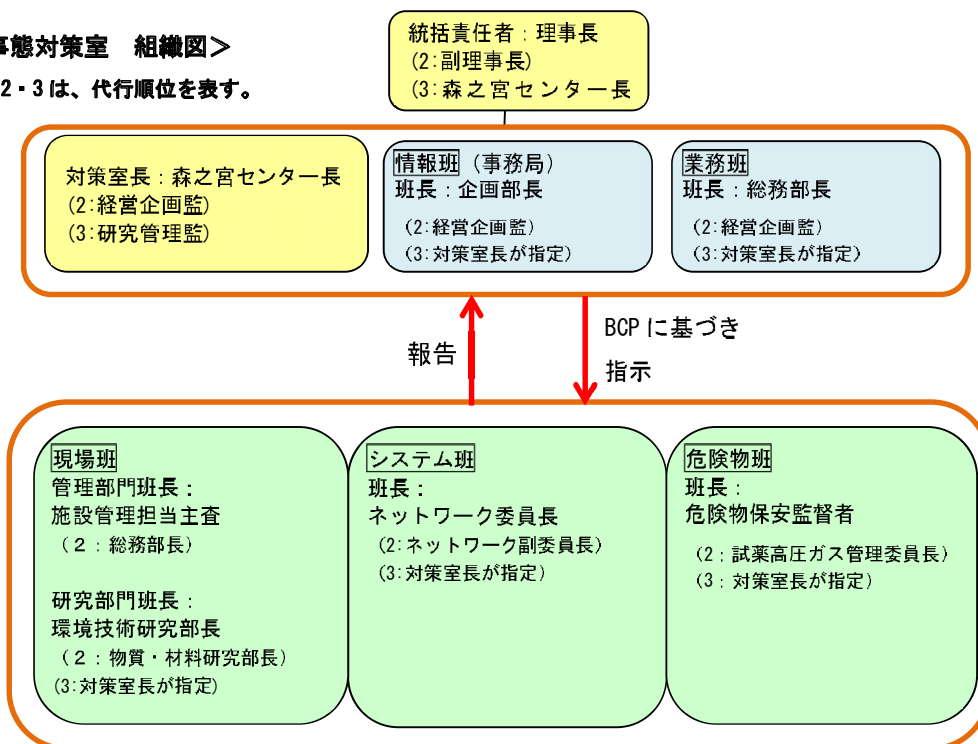 事態対策室 組織図＞
2・3は、代行順位を表す。
統括責任者：理事長
(2:副理事長)
(3:森之宮センター長
対策室長：森之宮センター長
(2:経営企画監)
(3:研究管理監)
情報班（事務局）
班長：企画部長
(2:経営企画監)
(3:対策室長が指定)
業務班
班長：総務部長
(2:経営企画監)
(3:対策室長が指定)
報告
BCPに基づき
指示
現場班
管理部門班長：
施設管理担当主査
（２：総務部長）
研究部門班長：
環境技術研究部長
（２：物質・材料研究部長）
(3:対策室長が指定)
システム班
班長：
ネットワーク委員長
(2:ネットワーク副委員長)
(3:対策室長が指定)
危険物班
班長：
危険物保安監督者
(2：試薬高圧ガス管理委員長)
(3：対策室長が指定)